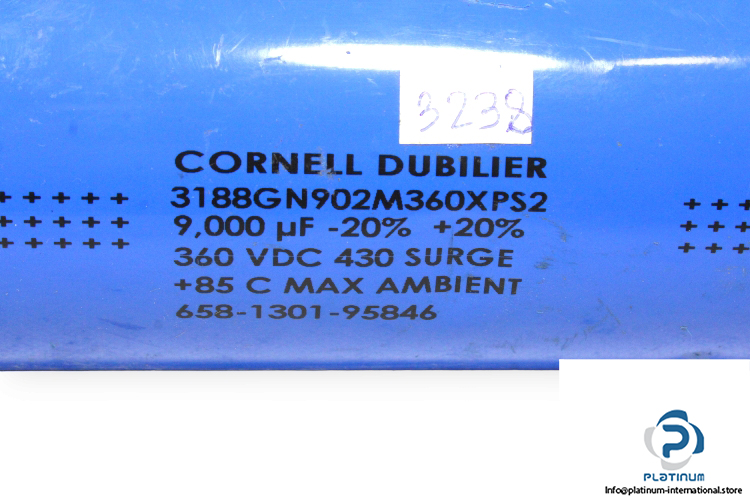 3238
CORNELL DUBILIER
3188GN902M360XPS2
9,000 µF -20% +20%
360 VDC 430 SURGE
+85 C MAX AMBIENT
658-1301-95846
+ + + + + +
+ + + + + +
+ + + + + +
+ + +
+ + +
+ + +
PLATINUM
Info@platinum-international.store